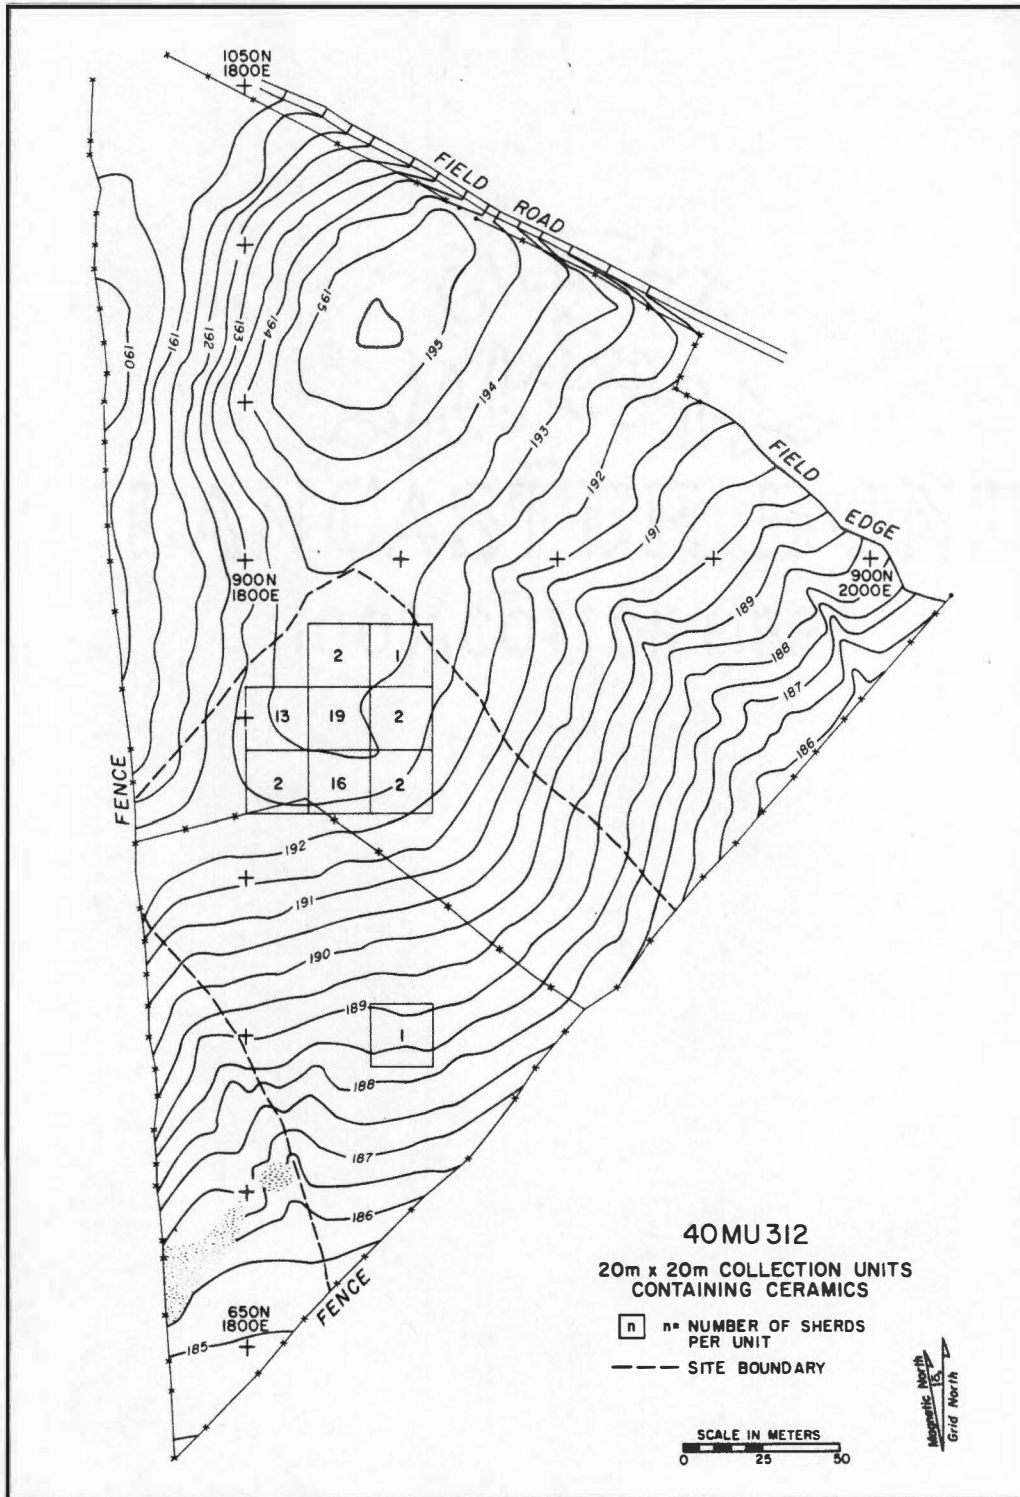 1050N
1800E
FIELD ROAD
195
194
193
192
191
190
195
194
193
192
191
FIELD EDGE
900N
2000E
900N
1800E
189
188
187
186
2 1
13 19 2
2 16 2
FENCE
192
191
190
189
1
188
187
186
FENCE
650N
1800E
185
40MU312
20m x 20m COLLECTION UNITS
CONTAINING CERAMICS
n n= NUMBER OF SHERDS
PER UNIT
SITE BOUNDARY
SCALE IN METERS
0 25 50
Magnetic North
Grid North